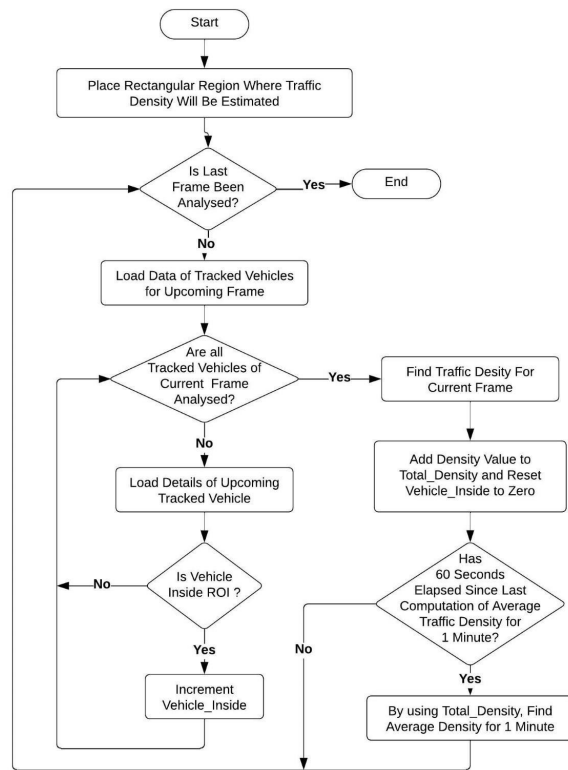 Start
Place Rectangular Region Where Traffic
Density Will Be Estimated
Is Last
Frame Been
Analysed?
Yes
End
No
Load Data of Tracked Vehicles
for Upcoming Frame
Are all
Tracked Vehicles of
Current Frame
Analysed?
Yes
Find Traffic Desity For
Current Frame
No
Add Density Value to
Total_Density and Reset
Vehicle_Inside to Zero
Load Details of Upcoming
Tracked Vehicle
Is Vehicle
Inside ROI ?
No
Has
60 Seconds
Elapsed Since Last
Computation of Average
Traffic Density for
1 Minute?
No
Yes
Increment
Vehicle_Inside
Yes
By using Total_Density, Find
Average Density for 1 Minute